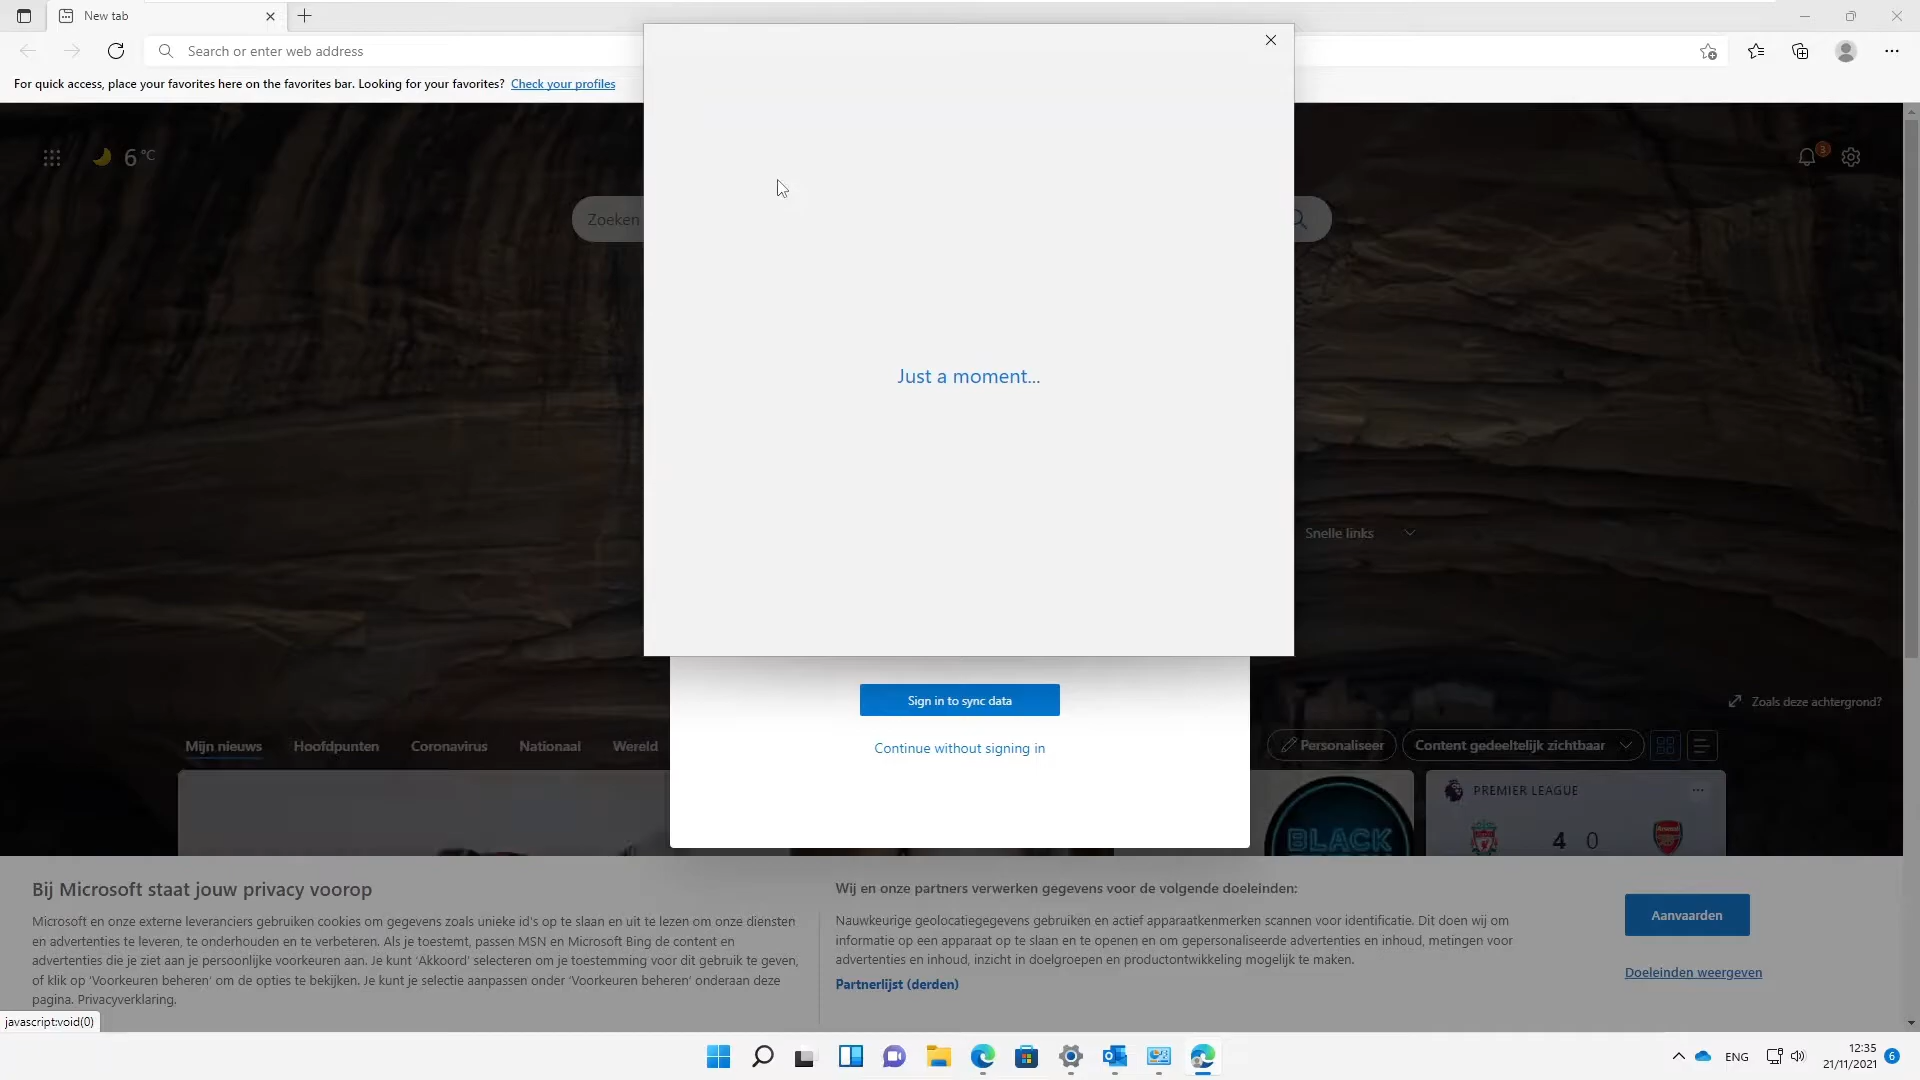 New tab
Search or enter web address
For quick access, place your favorites here on the favorites bar. Looking for your favorites? Check your profiles
6 °C
3
Zoeken
Just a moment...
Snelle links
Sign in to sync data
Zoals deze achtergrond?
Mijn nieuws Hoofdpunten Coronavirus Nationaal Wereld
Personaliseer Content gedeeltelijk zichtbaar
Continue without signing in
PREMIER LEAGUE
BLACK
4 0
Bij Microsoft staat jouw privacy voorop
Microsoft en onze externe leveranciers gebruiken cookies om gegevens zoals unieke id's op te slaan en uit te lezen om onze diensten
en advertenties te leveren, te onderhouden en te verbeteren. Als je toestemt, passen MSN en Microsoft Bing de content en
advertenties die je ziet aan je persoonlijke voorkeuren aan. Je kunt 'Akkoord' selecteren om je toestemming voor dit gebruik te geven,
of klik op 'Voorkeuren beheren' om de opties te bekijken. Je kunt je selectie aanpassen onder 'Voorkeuren beheren' onderaan deze
pagina. Privacyverklaring.
Wij en onze partners verwerken gegevens voor de volgende doeleinden:
Nauwkeurige geolocatiegegevens gebruiken en actief apparaatkenmerken scannen voor identificatie. Dit doen wij om
informatie op een apparaat op te slaan en te openen en om gepersonaliseerde advertenties en inhoud, metingen voor
advertenties en inhoud, inzicht in doelgroepen en productontwikkeling mogelijk te maken.
Partnerlijst (derden)
Aanvaarden
Doeleinden weergeven
javascript:void(0)
ENG
12:35
21/11/2021
6